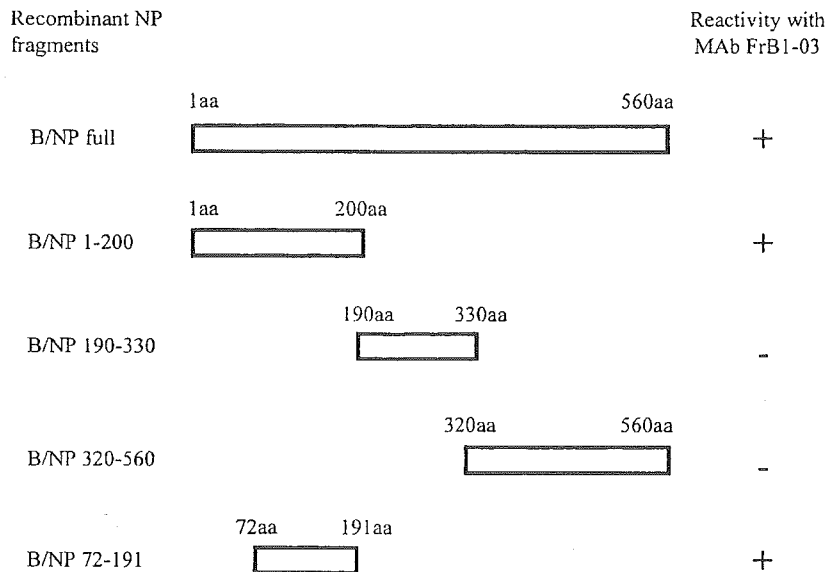 Recombinant NP fragments
Reactivity with MAb FrB1-03
1aa 560aa
B/NP full +
1aa 200aa
B/NP 1-200 +
190aa 330aa
B/NP 190-330 -
320aa 560aa
B/NP 320-560 -
72aa 191aa
B/NP 72-191 +